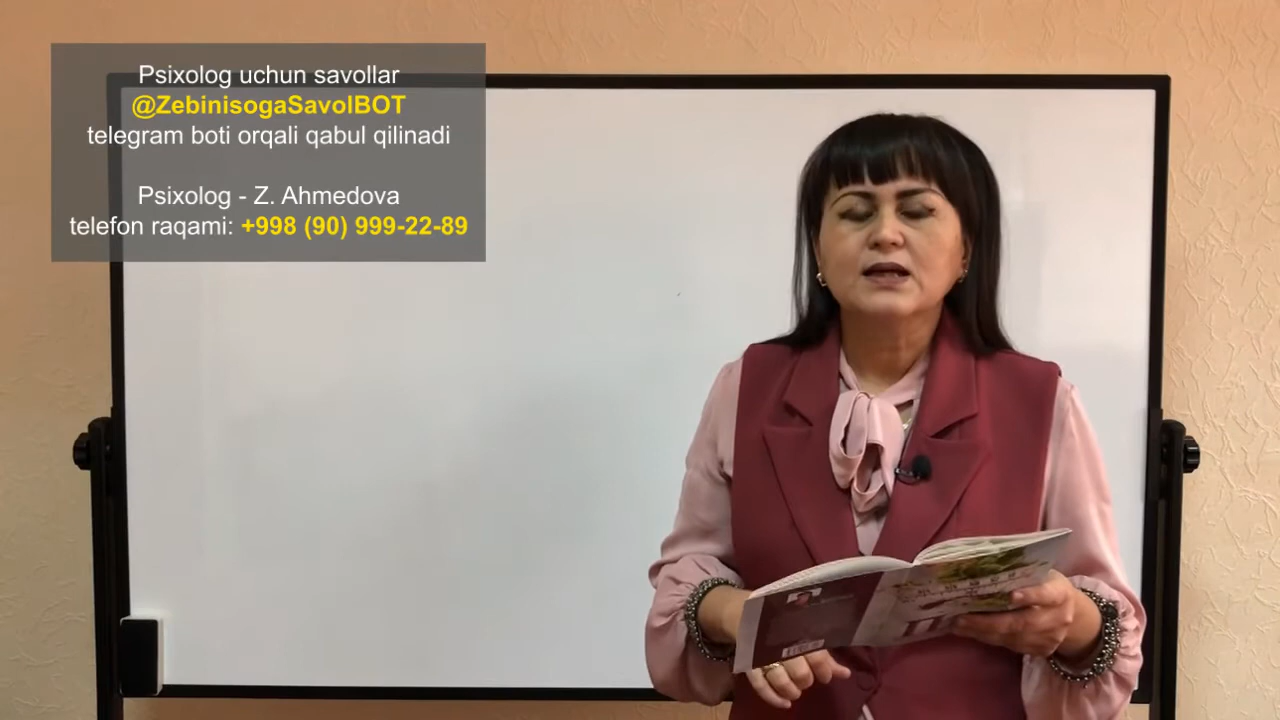 Psixolog uchun savollar
@ZebinisogaSavolBOT
telegram boti orqali qabul qilinadi
Psixolog - Z. Ahmedova
telefon raqami: +998 (90) 999-22-89